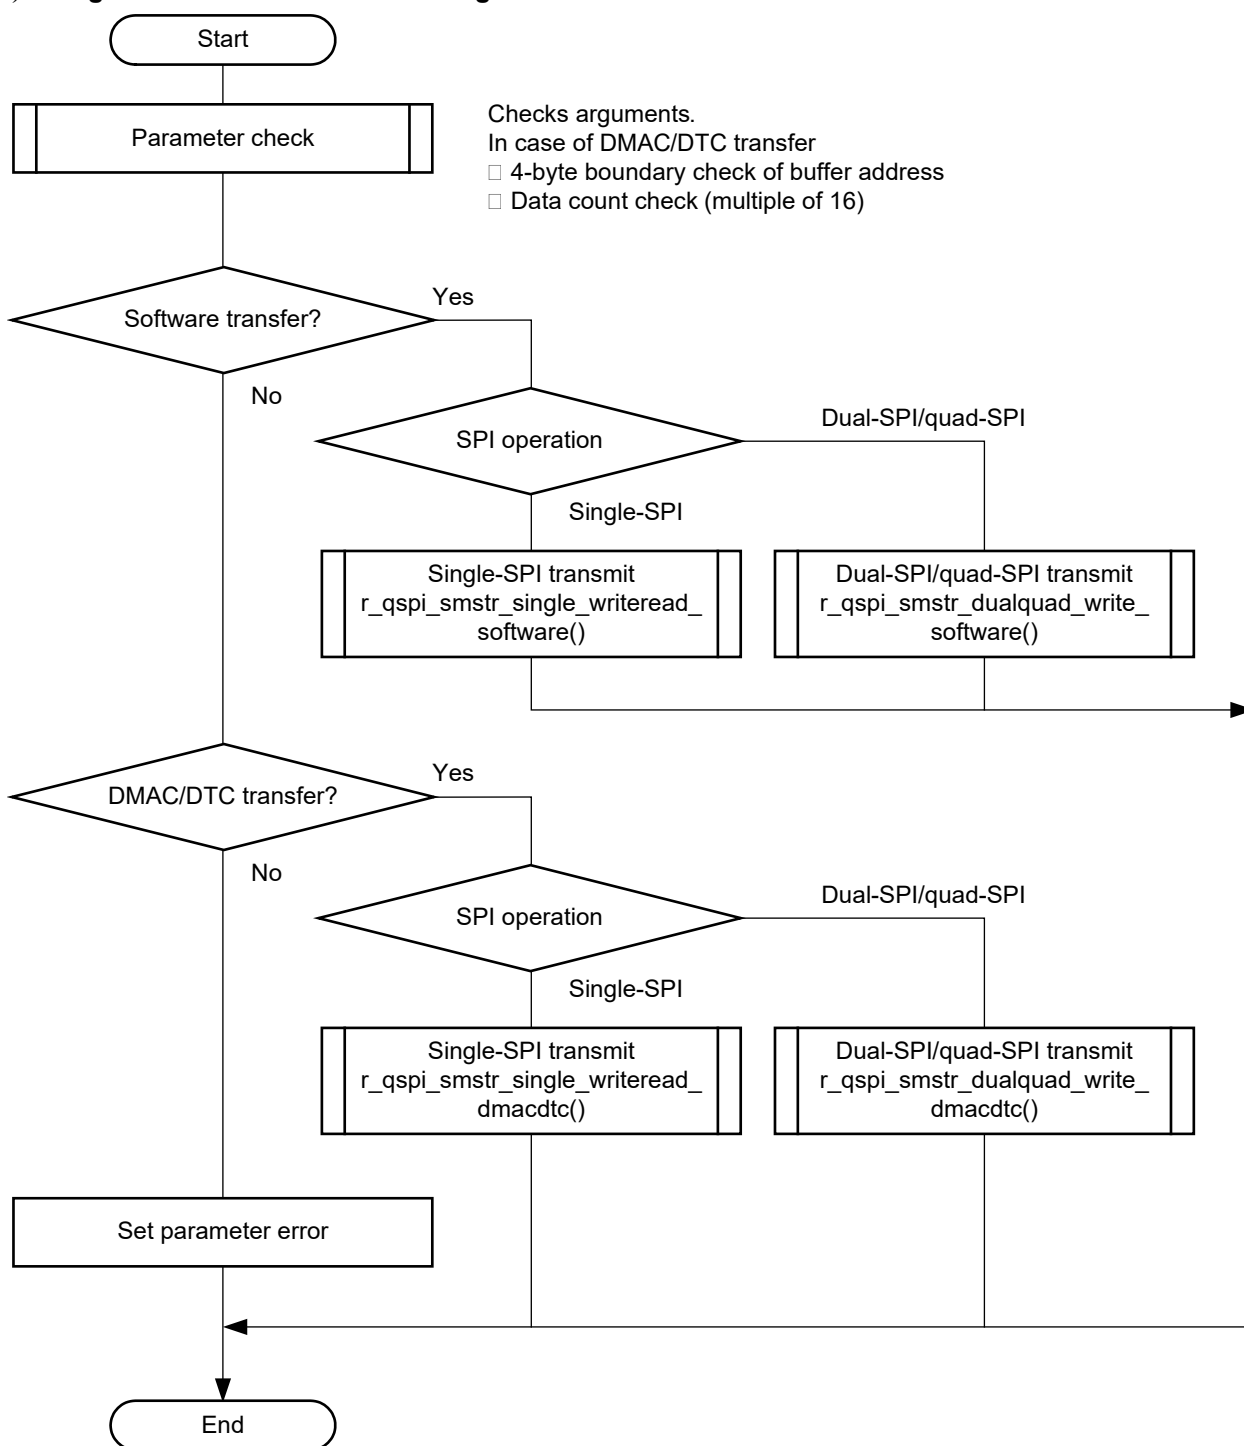 Start
Parameter check
Checks arguments.
In case of DMAC/DTC transfer
□ 4-byte boundary check of buffer address
□ Data count check (multiple of 16)
Software transfer?
Yes
No
SPI operation
Dual-SPI/quad-SPI
Single-SPI
Single-SPI transmit
r_qspi_smstr_single_writeread_
software()
Dual-SPI/quad-SPI transmit
r_qspi_smstr_dualquad_write_
software()
DMAC/DTC transfer?
Yes
No
SPI operation
Dual-SPI/quad-SPI
Single-SPI
Single-SPI transmit
r_qspi_smstr_single_writeread_
dmacdtc()
Dual-SPI/quad-SPI transmit
r_qspi_smstr_dualquad_write_
dmacdtc()
Set parameter error
End